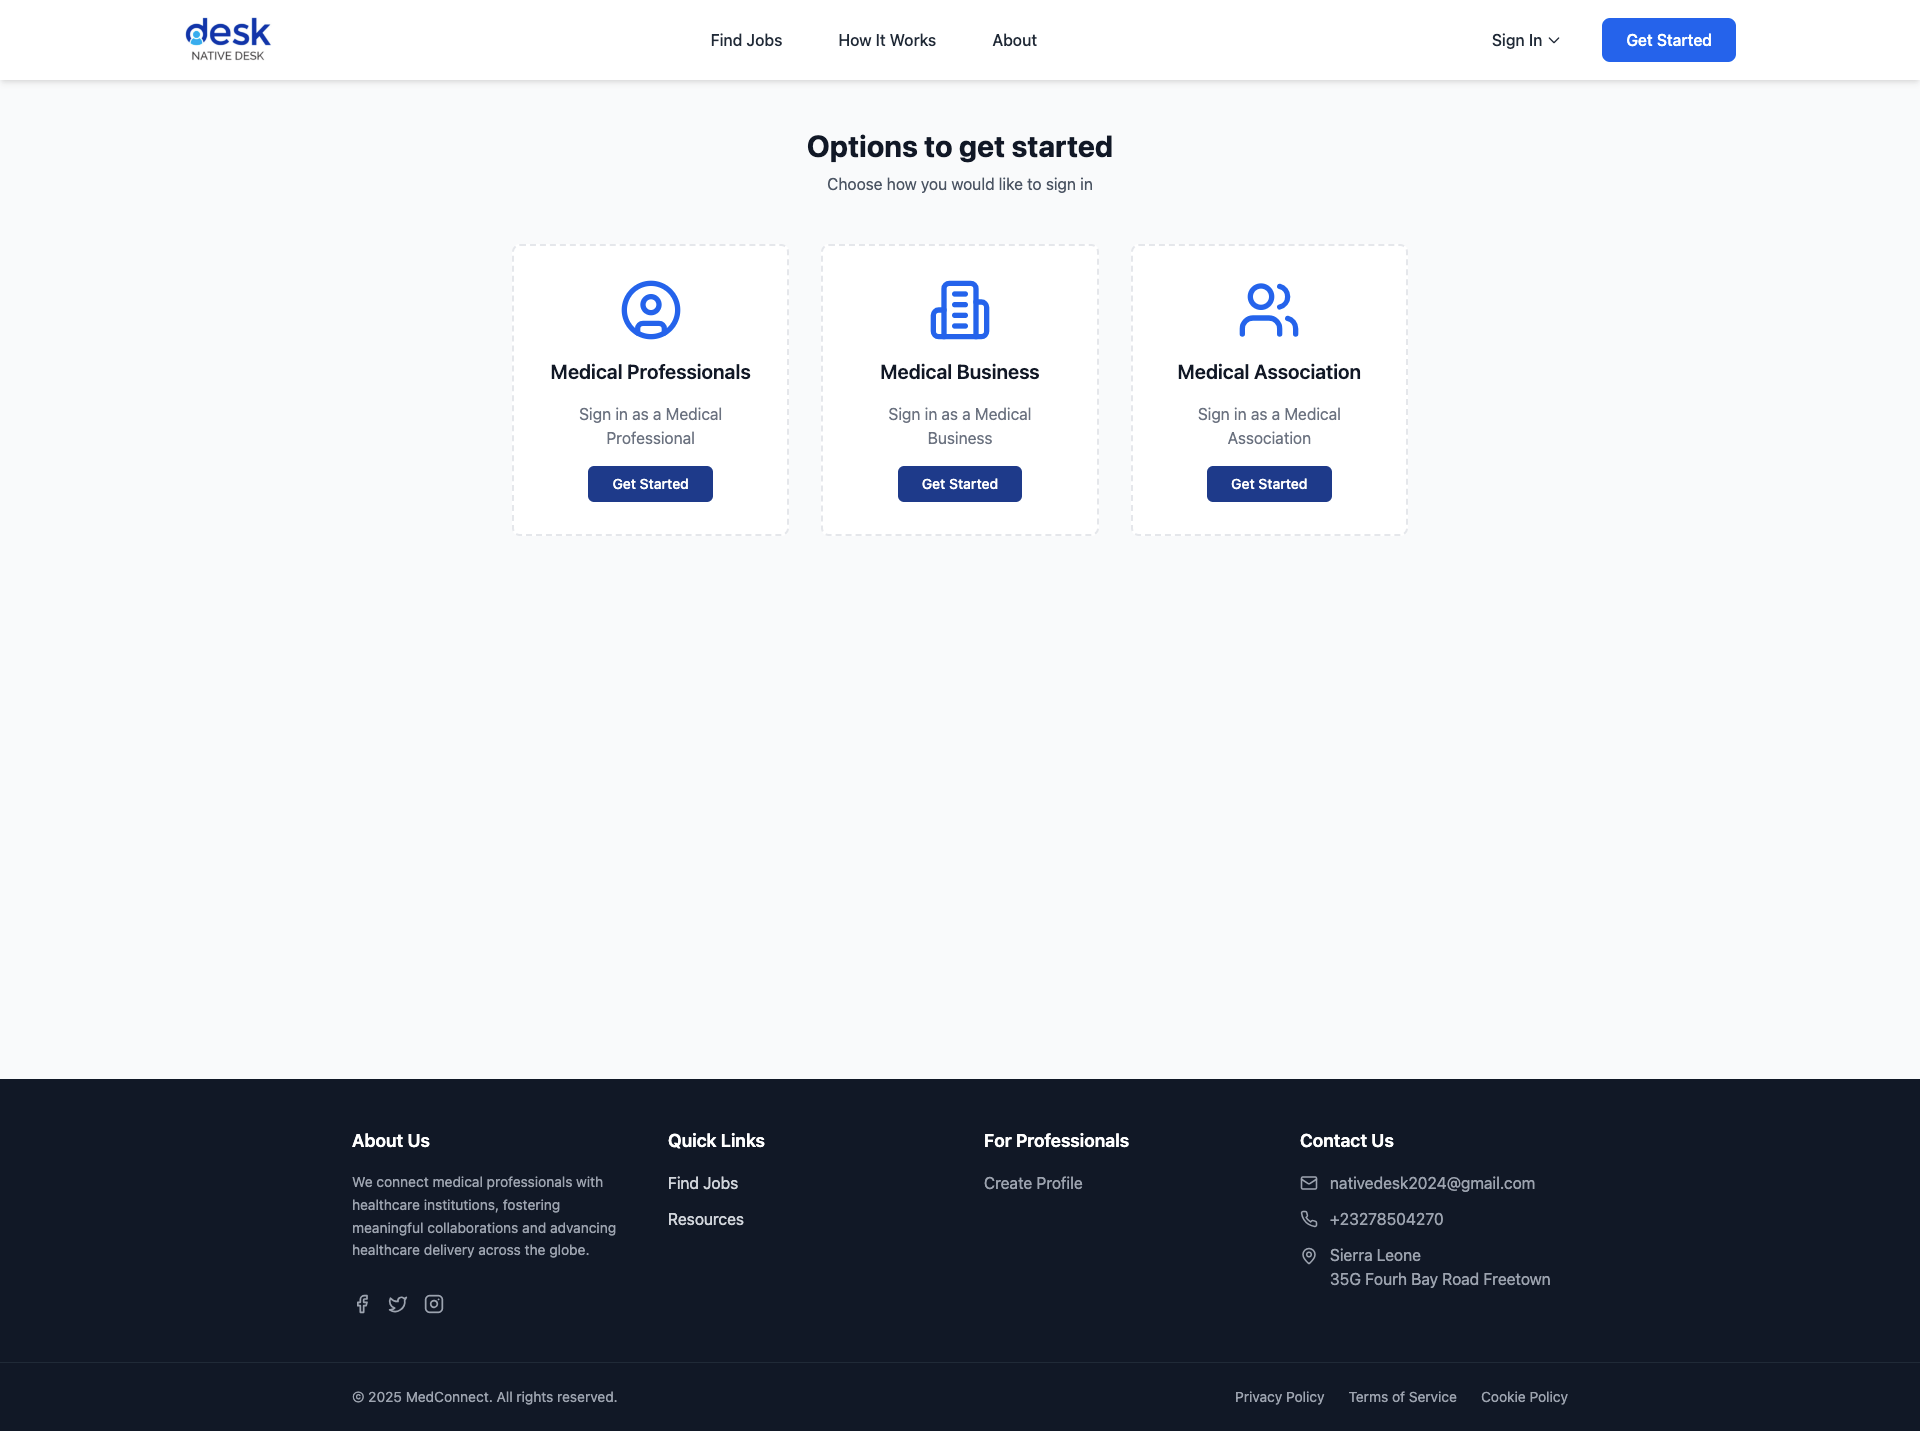 desk
NATIVE DESK
Find Jobs
How It Works
About
Sign In
Get Started
Options to get started
Choose how you would like to sign in
Medical Professionals
Sign in as a Medical
Professional
Get Started
Medical Business
Sign in as a Medical
Business
Get Started
Medical Association
Sign in as a Medical
Association
Get Started
About Us
We connect medical professionals with
healthcare institutions, fostering
meaningful collaborations and advancing
healthcare delivery across the globe.
Quick Links
Find Jobs
Resources
For Professionals
Create Profile
Contact Us
nativedesk2024@gmail.com
+23278504270
Sierra Leone
35G Fourh Bay Road Freetown
© 2025 MedConnect. All rights reserved.
Privacy Policy
Terms of Service
Cookie Policy